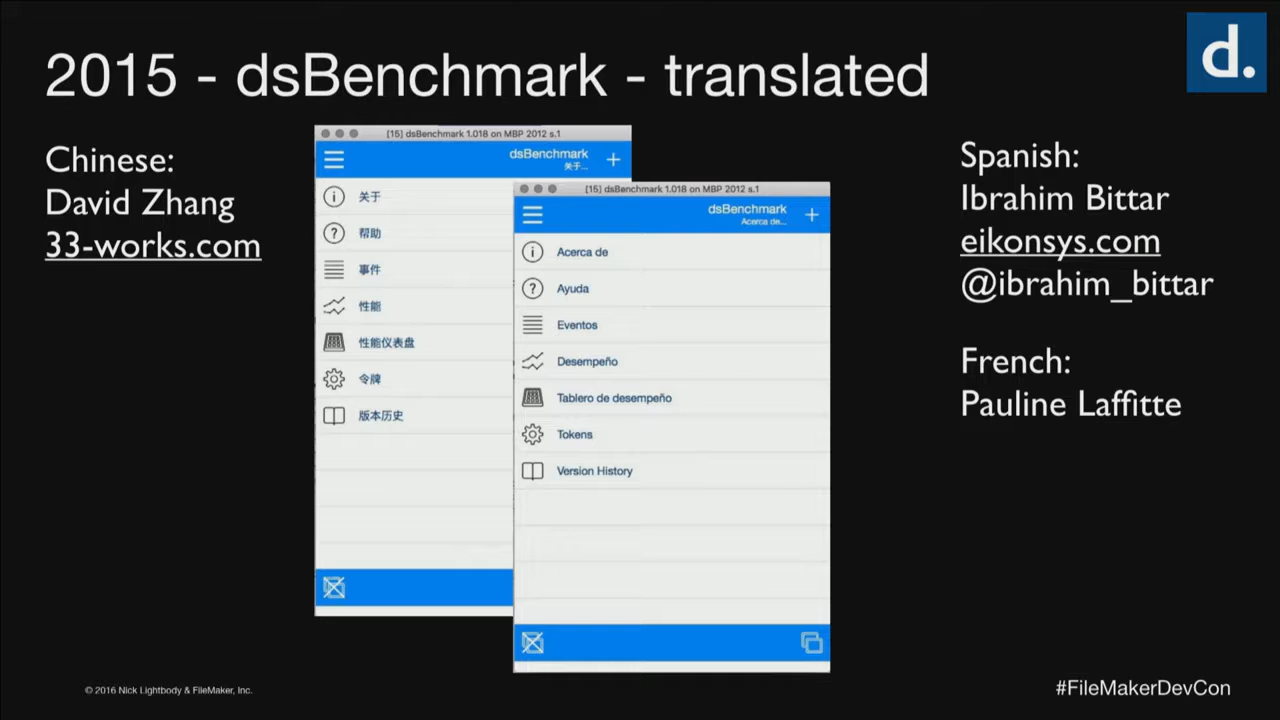 2015 - dsBenchmark - translated
d.
Chinese:
David Zhang
33-works.com
[15] dsBenchmark 1.018 on MBP 2012 s.1
dsBenchmark
关于...
关于
帮助
事件
性能
性能仪表盘
令牌
版本历史
[15] dsBenchmark 1.018 on MBP 2012 s.1
dsBenchmark
Acerca de...
Acerca de
Ayuda
Eventos
Desempeño
Tablero de desempeño
Tokens
Version History
Spanish:
Ibrahim Bittar
eikonsys.com
@ibrahim_bittar
French:
Pauline Laffitte
© 2016 Nick Lightbody & FileMaker, Inc.
#FileMakerDevCon